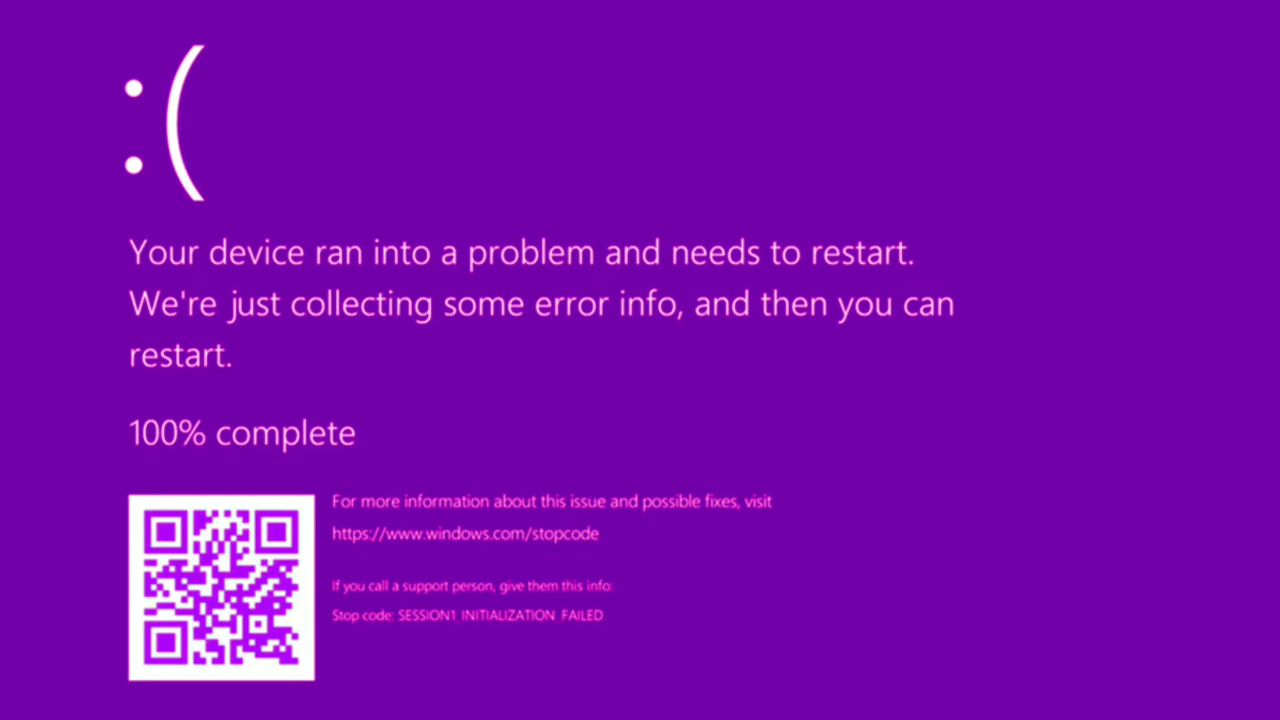 :(
Your device ran into a problem and needs to restart.
We're just collecting some error info, and then you can
restart.
100% complete
For more information about this issue and possible fixes, visit
https://www.windows.com/stopcode
If you call a support person, give them this info:
Stop code: SESSION1_INITIALIZATION_FAILED